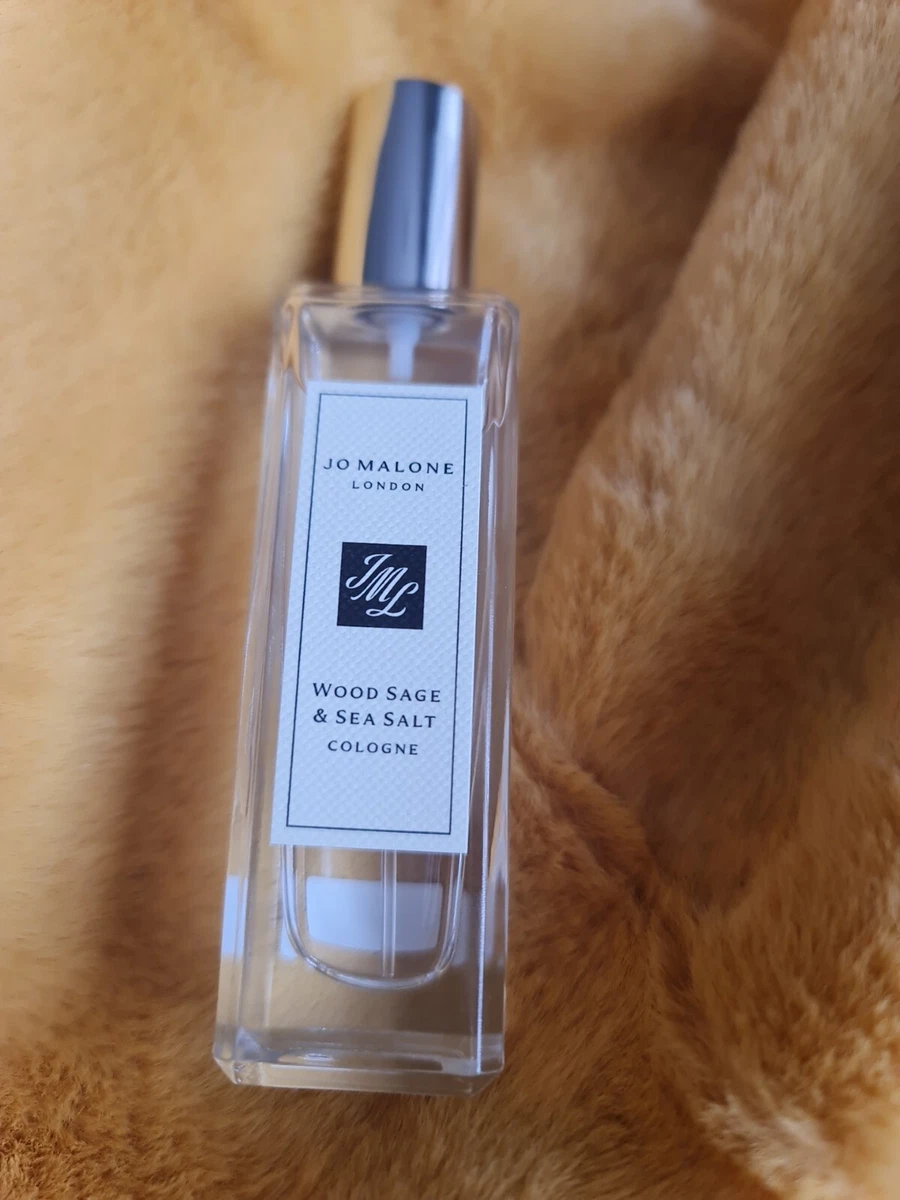 JO MALONE
LONDON
JML
WOOD SAGE
& SEA SALT
COLOGNE